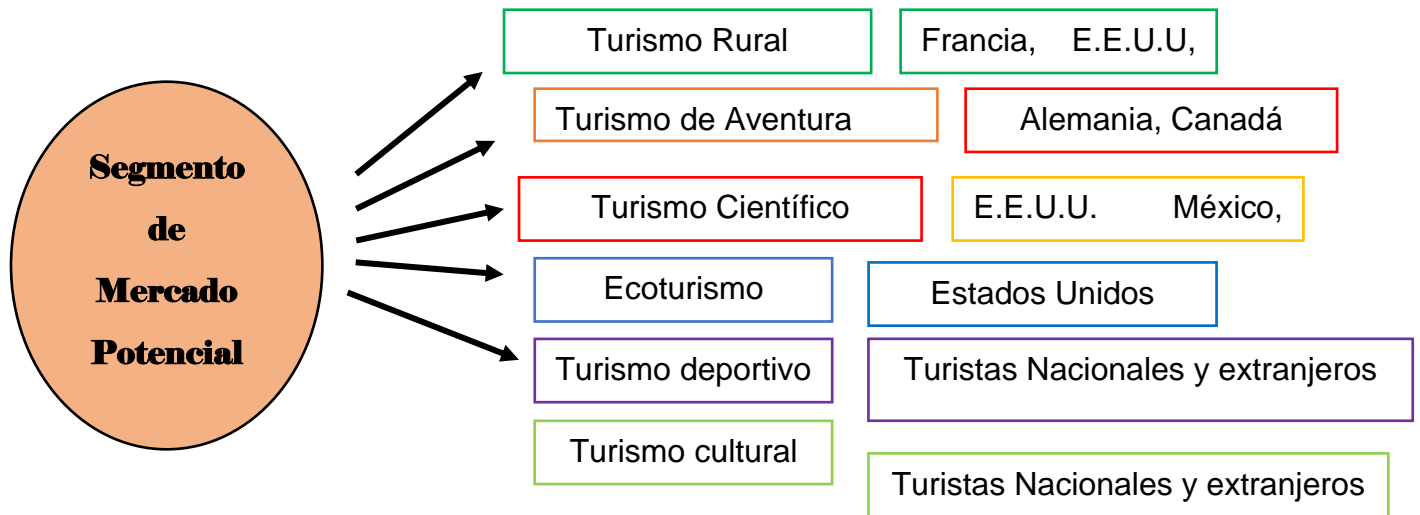 Segmento
de
Mercado
Potencial
Turismo Rural
Francia, E.E.U.U,
Turismo de Aventura
Alemania, Canadá
Turismo Científico
E.E.U.U. México,
Ecoturismo
Estados Unidos
Turismo deportivo
Turistas Nacionales y extranjeros
Turismo cultural
Turistas Nacionales y extranjeros